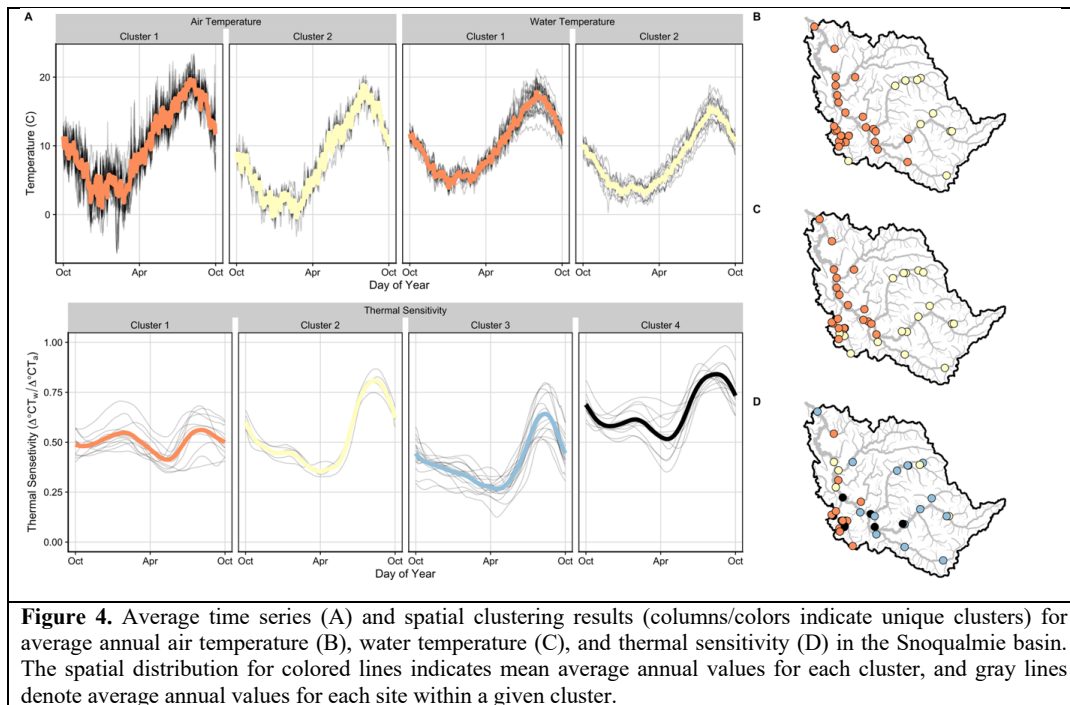 A
Air Temperature
Water Temperature
Cluster 1
Cluster 2
Cluster 1
Cluster 2
Temperature (C)
20
10
0
Oct
Apr
Oct
Oct
Apr
Oct
Oct
Apr
Oct
Oct
Apr
Oct
Day of Year
Thermal Sensitivity
Cluster 1
Cluster 2
Cluster 3
Cluster 4
Thermal Sensetivity (Δ°CTw/Δ°CTa)
1.00
0.75
0.50
0.25
0.00
Oct
Apr
Oct
Oct
Apr
Oct
Oct
Apr
Oct
Oct
Apr
Oct
Day of Year
B
C
D
Figure 4. Average time series (A) and spatial clustering results (columns/colors indicate unique clusters) for
average annual air temperature (B), water temperature (C), and thermal sensitivity (D) in the Snoqualmie basin.
The spatial distribution for colored lines indicates mean average annual values for each cluster, and gray lines
denote average annual values for each site within a given cluster.